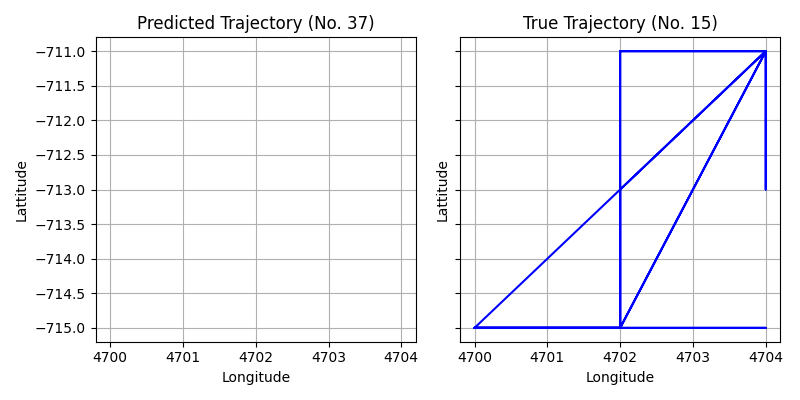 Predicted Trajectory (No. 37)
−711.0
−711.5
−712.0
−712.5
−713.0
−713.5
−714.0
−714.5
−715.0
Lattitude
4700 4701 4702 4703 4704
Longitude
True Trajectory (No. 15)
Lattitude
4700 4701 4702 4703 4704
Longitude